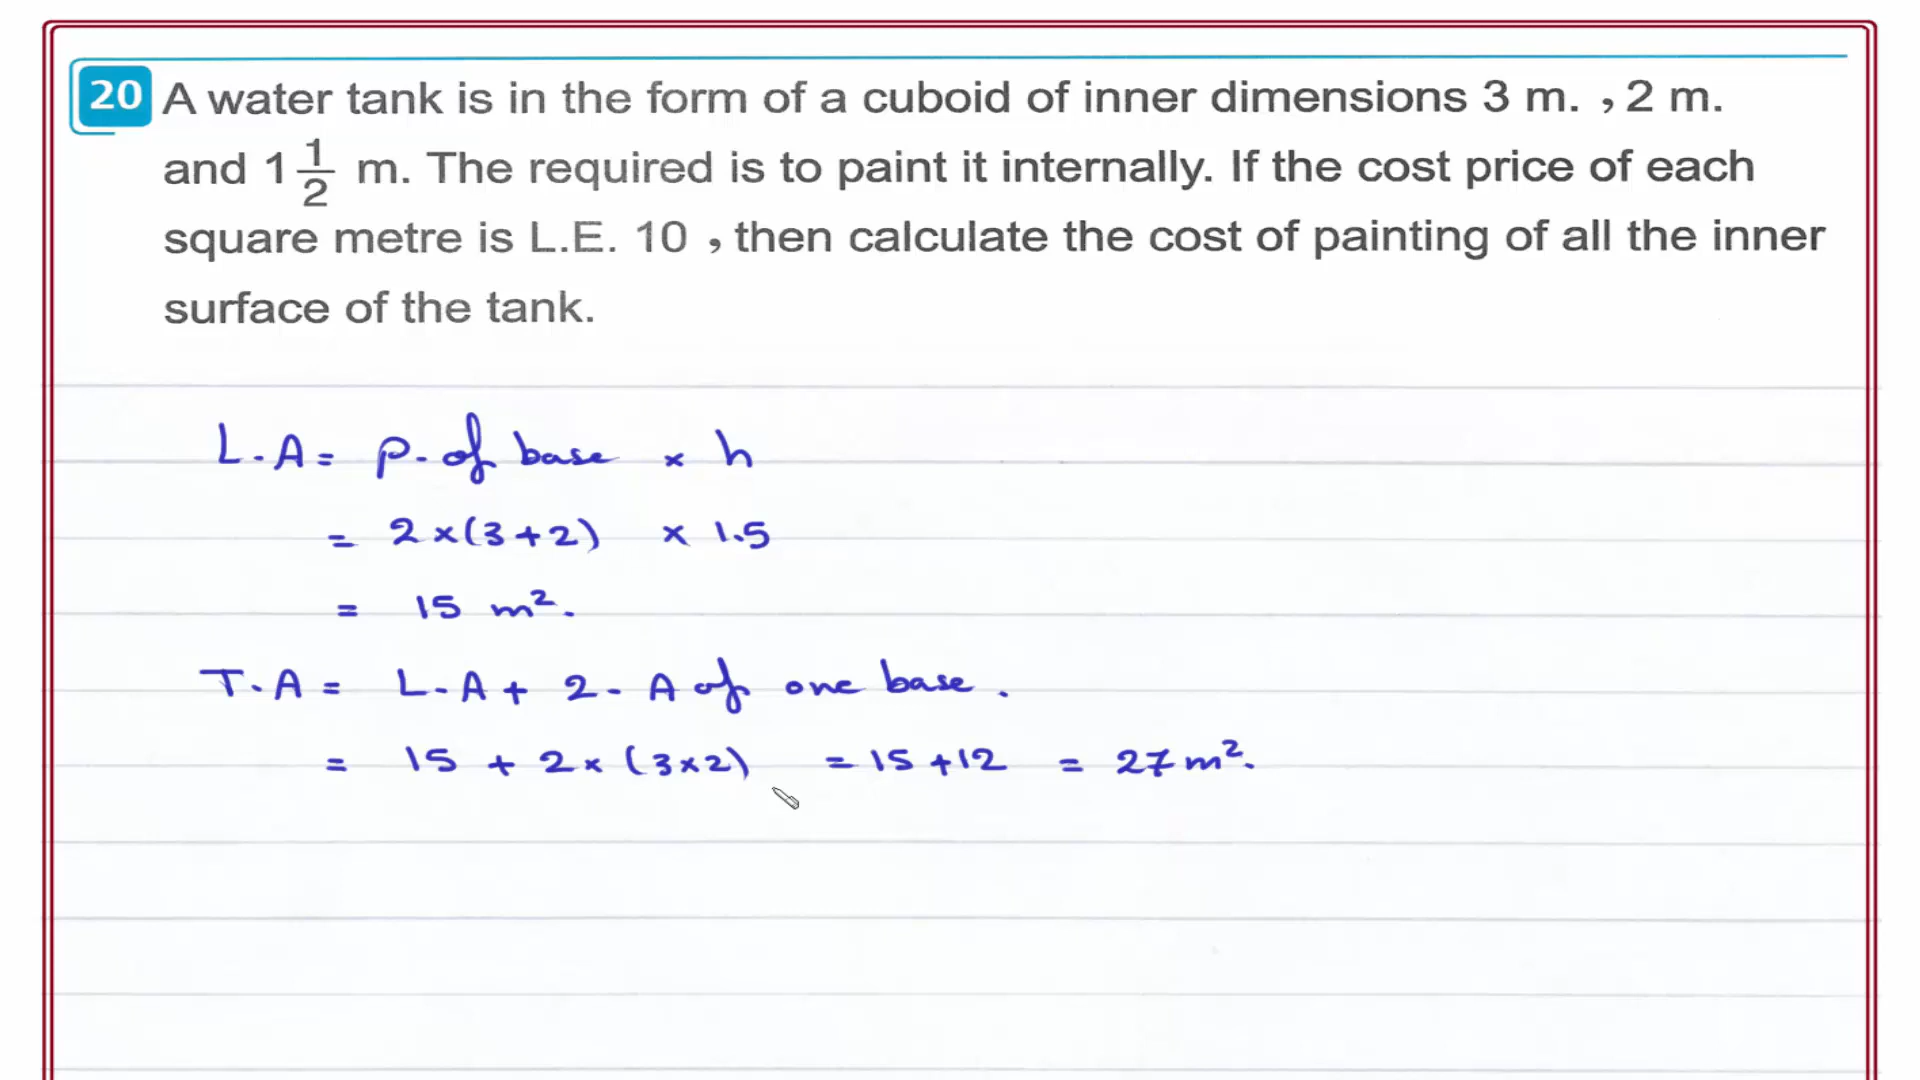 20 A water tank is in the form of a cuboid of inner dimensions 3 m. , 2 m.
and 1 1/2 m. The required is to paint it internally. If the cost price of each
square metre is L.E. 10 , then calculate the cost of painting of all the inner
surface of the tank.
L.A = P. of base × h
= 2 × (3+2) × 1.5
= 15 m².
T.A = L.A + 2. A of one base.
= 15 + 2 × (3×2) = 15 + 12 = 27 m².